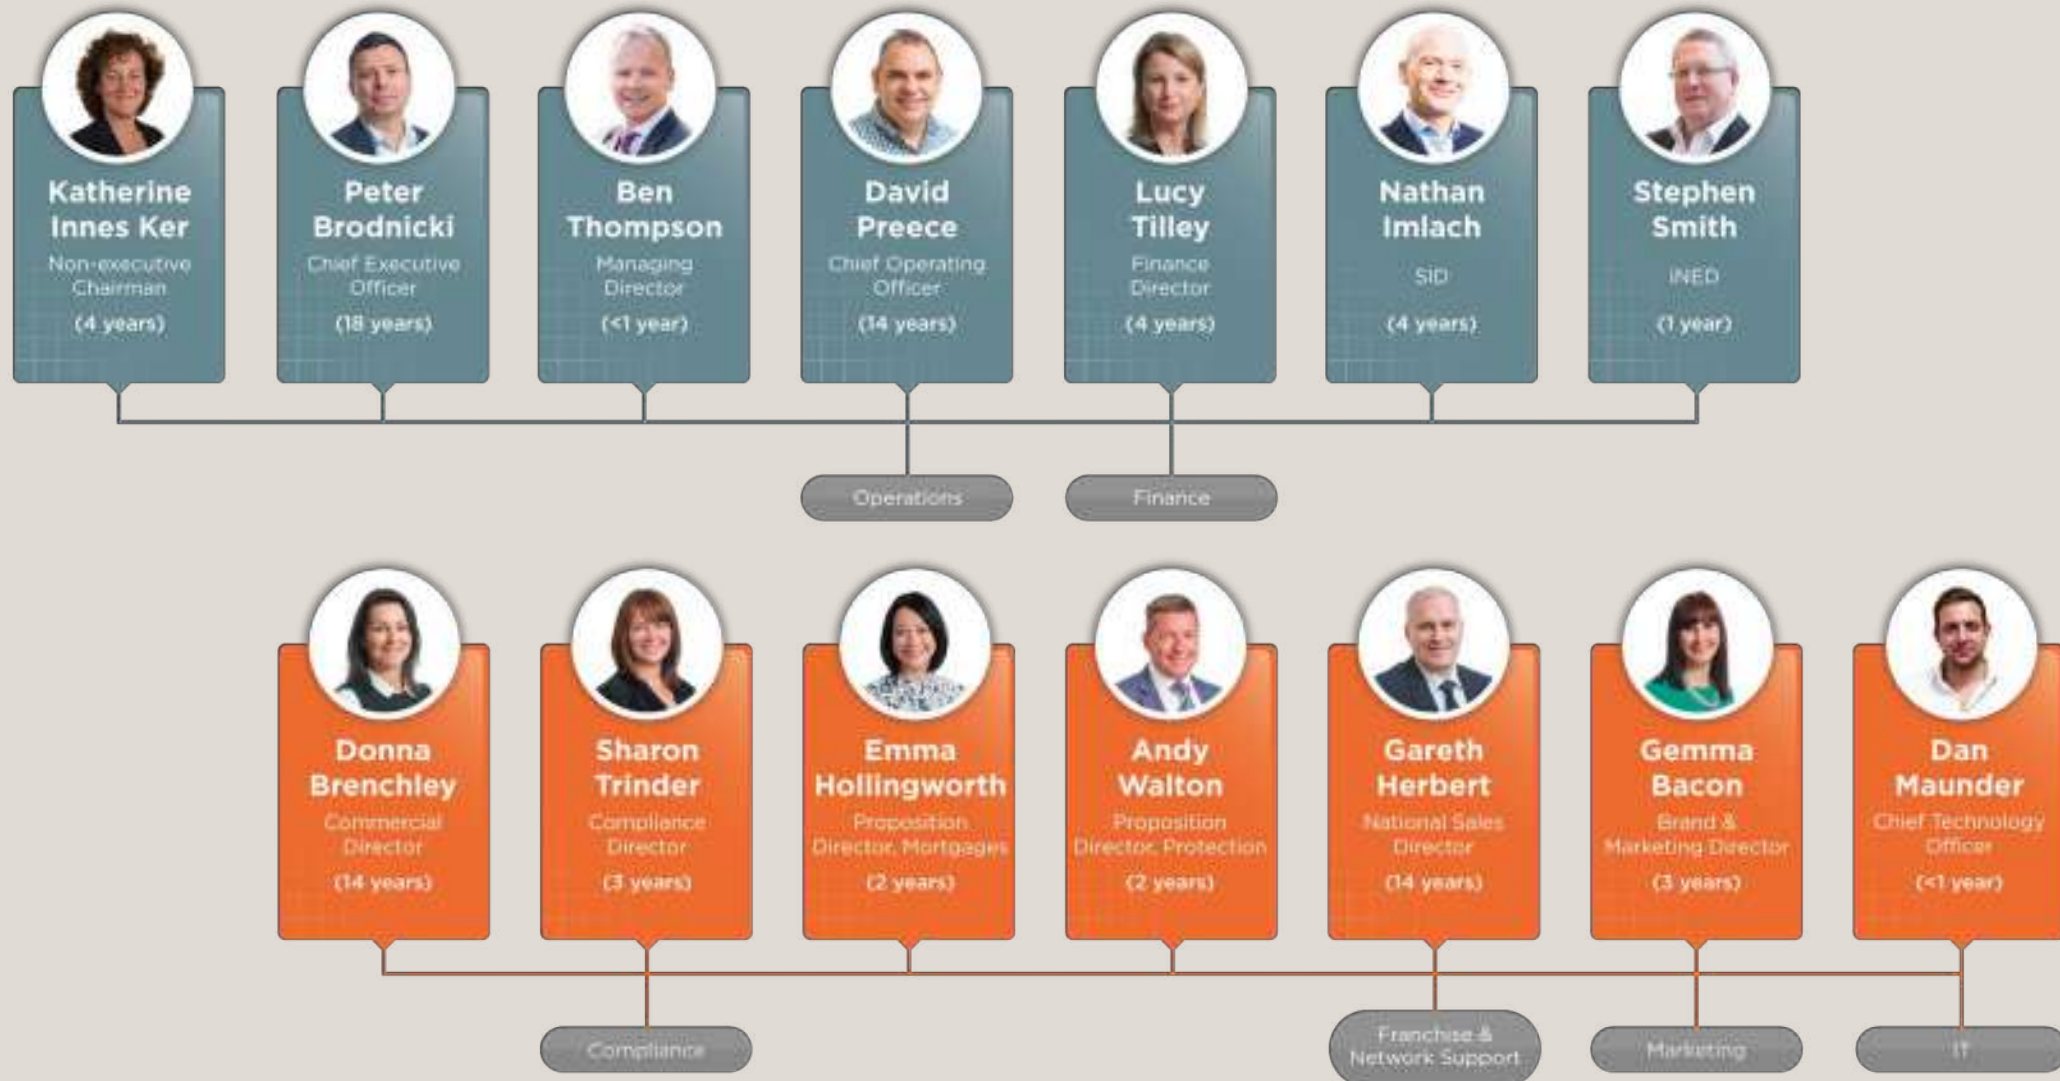 Katherine
Innes Ker
Non-executive
Chairman
(4 years)
Peter
Brodnicki
Chief Executive
Officer
(18 years)
Ben
Thompson
Managing
Director
(<1 year)
David
Preece
Chief Operating
Officer
(14 years)
Lucy
Tilley
Finance
Director
(4 years)
Nathan
Imlach
SID
(4 years)
Stephen
Smith
INED
(1 year)
Operations
Finance
Donna
Brenchley
Commercial
Director
(14 years)
Sharon
Trinder
Compliance
Director
(3 years)
Emma
Hollingworth
Proposition
Director, Mortgages
(2 years)
Andy
Walton
Proposition
Director, Protection
(2 years)
Gareth
Herbert
National Sales
Director
(14 years)
Gemma
Bacon
Brand &
Marketing Director
(3 years)
Dan
Maunder
Chief Technology
Officer
(<1 year)
Compliance
Franchise &
Network Support
Marketing
IT